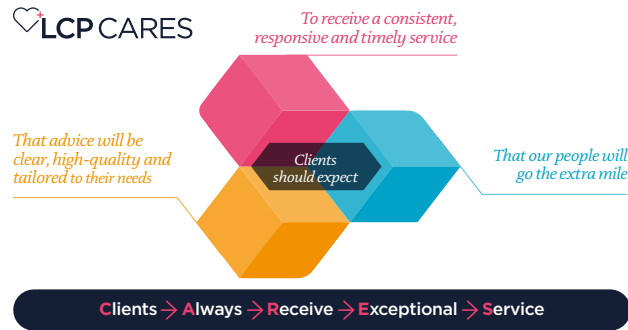 LCP CARES
To receive a consistent,
responsive and timely service
That advice will be
clear, high-quality and
tailored to their needs
Clients
should expect
That our people will
go the extra mile
Clients → Always → Receive → Exceptional → Service